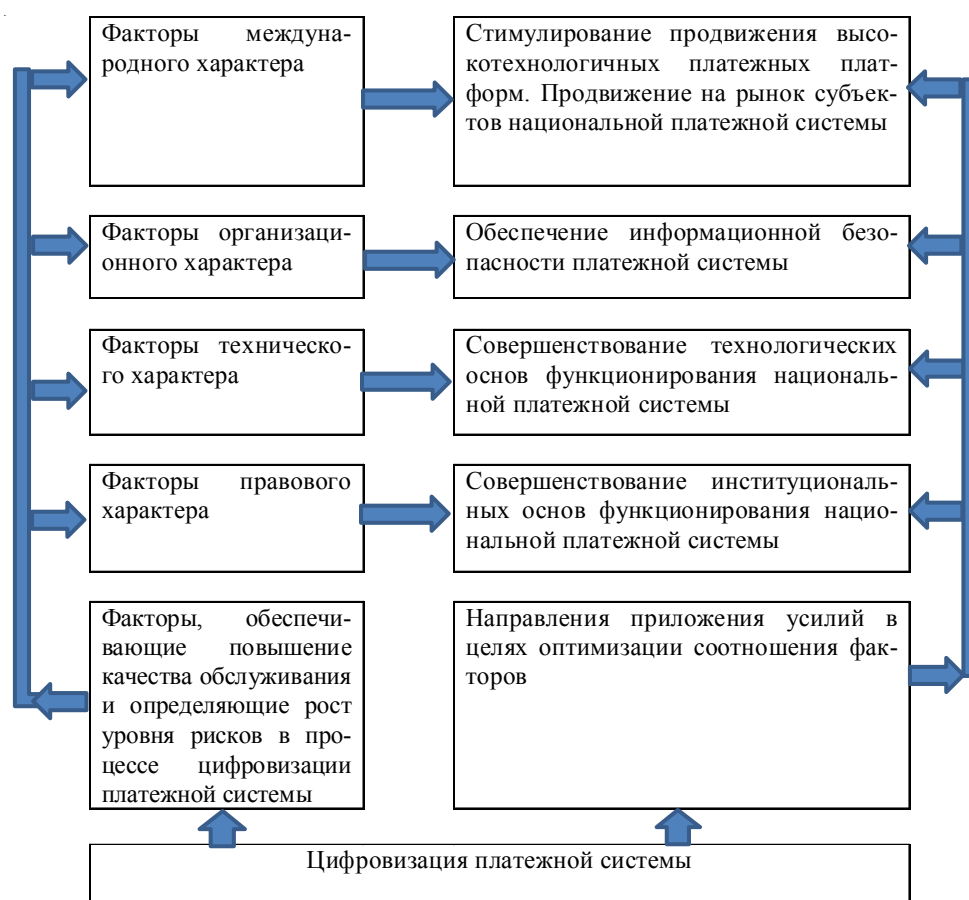 Факторы междуна-
родного характера
Стимулирование продвижения высо-
котехнологичных платежных плат-
форм. Продвижение на рынок субъек-
тов национальной платежной системы
Факторы организаци-
онного характера
Обеспечение информационной безо-
пасности платежной системы
Факторы техническо-
го характера
Совершенствование технологических
основ функционирования националь-
ной платежной системы
Факторы правового
характера
Совершенствование институциональ-
ных основ функционирования нацио-
нальной платежной системы
Факторы, обеспечи-
вающие повышение
качества обслуживания
и определяющие рост
уровня рисков в про-
цессе цифровизации
платежной системы
Направления приложения усилий в
целях оптимизации соотношения фак-
торов
Цифровизация платежной системы